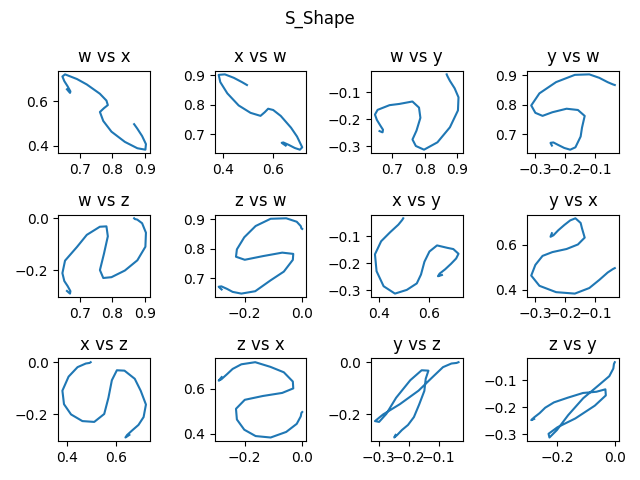 S_Shape
w vs x
x vs w
w vs y
y vs w
0.6
0.4
0.7 0.8 0.9
0.9
0.8
0.7
0.4 0.6
−0.1
−0.2
−0.3
0.7 0.8 0.9
0.9
0.8
0.7
−0.3 −0.2 −0.1
w vs z
z vs w
x vs y
y vs x
0.0
−0.2
0.7 0.8 0.9
0.9
0.8
0.7
−0.2 0.0
−0.1
−0.2
−0.3
0.4 0.6
0.6
0.4
−0.3 −0.2 −0.1
x vs z
z vs x
y vs z
z vs y
0.0
−0.2
0.4 0.6
0.6
0.4
−0.2 0.0
0.0
−0.2
−0.3 −0.2 −0.1
−0.1
−0.2
−0.3
−0.2 0.0